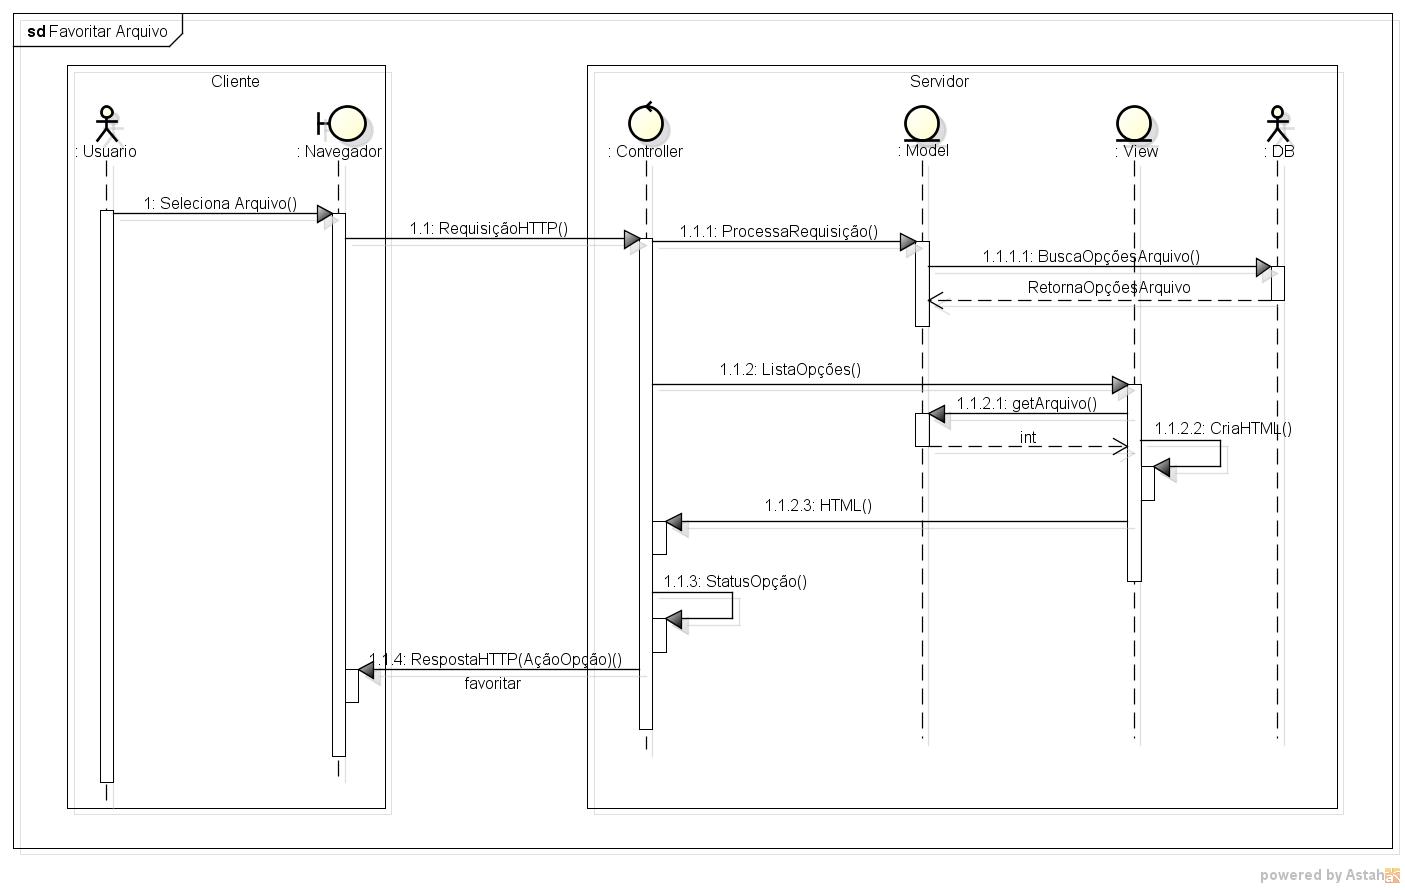 sd Favoritar Arquivo
Cliente
Servidor
: Usuario
: Navegador
: Controller
: Model
: View
: DB
1: Seleciona Arquivo()
1.1: RequisiçãoHTTP()
1.1.1: ProcessaRequisição()
1.1.1.1: BuscaOpçõesArquivo()
RetornaOpçõesArquivo
1.1.2: ListaOpções()
1.1.2.1: getArquivo()
int
1.1.2.2: CriaHTML()
1.1.2.3: HTML()
1.1.3: StatusOpção()
1.1.4: RespostaHTTP(AçãoOpção)()
favoritar
powered by Astah